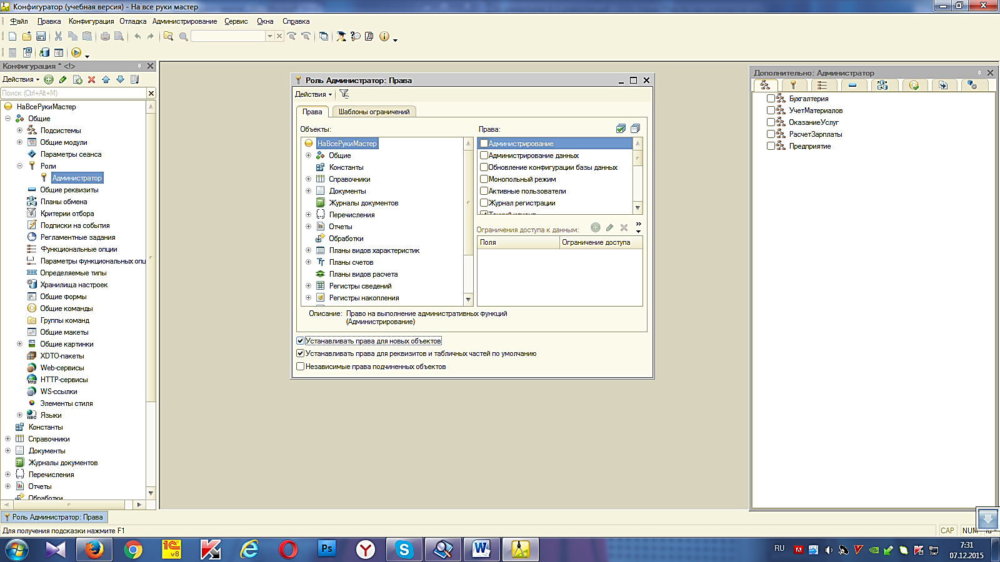 Конфигуратор (учебная версия) - На все руки мастер
Файл Правка Конфигурация Отладка Администрирование Сервис Окна Справка
Конфигурация * <!>
Действия
Поиск (Ctrl+Alt+M)
НаВсеРукиМастер
Общие
Подсистемы
Общие модули
Параметры сеанса
Роли
Администратор
Общие реквизиты
Планы обмена
Критерии отбора
Подписки на события
Регламентные задания
Функциональные опции
Параметры функциональных опц
Определяемые типы
Хранилища настроек
Общие формы
Общие команды
Группы команд
Общие макеты
Общие картинки
XDTO-пакеты
Web-сервисы
HTTP-сервисы
WS-ссылки
Элементы стиля
Языки
Константы
Справочники
Документы
Журналы документов
Перечисления
Отчеты
Обработки
Роль Администратор: Права
Действия
Права Шаблоны ограничений
Объекты:
НаВсеРукиМастер
Общие
Константы
Справочники
Документы
Журналы документов
Перечисления
Отчеты
Обработки
Планы видов характеристик
Планы счетов
Планы видов расчета
Регистры сведений
Регистры накопления
Права:
Администрирование
Администрирование данных
Обновление конфигурации базы данных
Монопольный режим
Активные пользователи
Журнал регистрации
Тонкий клиент
Ограничения доступа к данным:
Поля Ограничение доступа
Описание: Право на выполнение административных функций
(Администрирование)
Устанавливать права для новых объектов
Устанавливать права для реквизитов и табличных частей по умолчанию
Независимые права подчиненных объектов
Дополнительно: Администратор
Бухгалтерия
УчетМатериалов
ОказаниеУслуг
РасчетЗарплаты
Предприятие
Роль Администратор: Права
Для получения подсказки нажмите F1
CAP NUM
1С v8
Ps
RU
7:31
07.12.2015